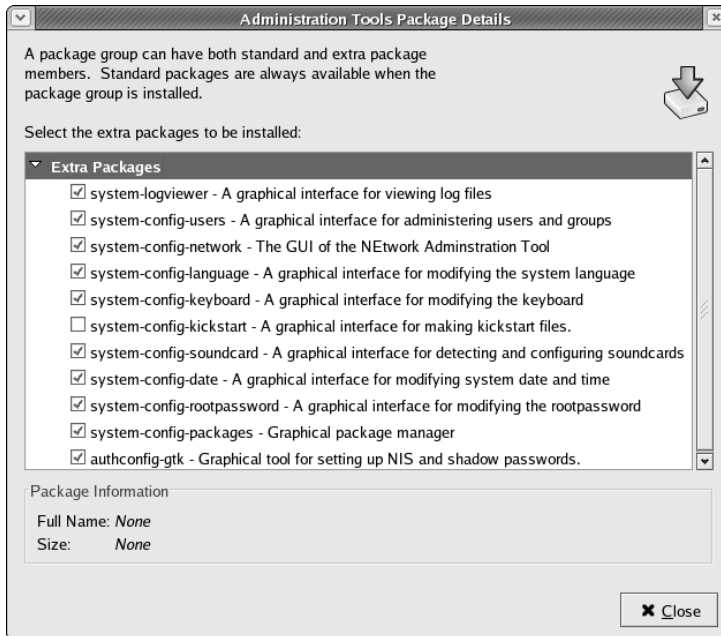 Administration Tools Package Details
A package group can have both standard and extra package
members. Standard packages are always available when the
package group is installed.
Select the extra packages to be installed:
Extra Packages
system-logviewer - A graphical interface for viewing log files
system-config-users - A graphical interface for administering users and groups
system-config-network - The GUI of the NEtwork Adminstration Tool
system-config-language - A graphical interface for modifying the system language
system-config-keyboard - A graphical interface for modifying the keyboard
system-config-kickstart - A graphical interface for making kickstart files.
system-config-soundcard - A graphical interface for detecting and configuring soundcards
system-config-date - A graphical interface for modifying system date and time
system-config-rootpassword - A graphical interface for modifying the rootpassword
system-config-packages - Graphical package manager
authconfig-gtk - Graphical tool for setting up NIS and shadow passwords.
Package Information
Full Name: None
Size: None
Close